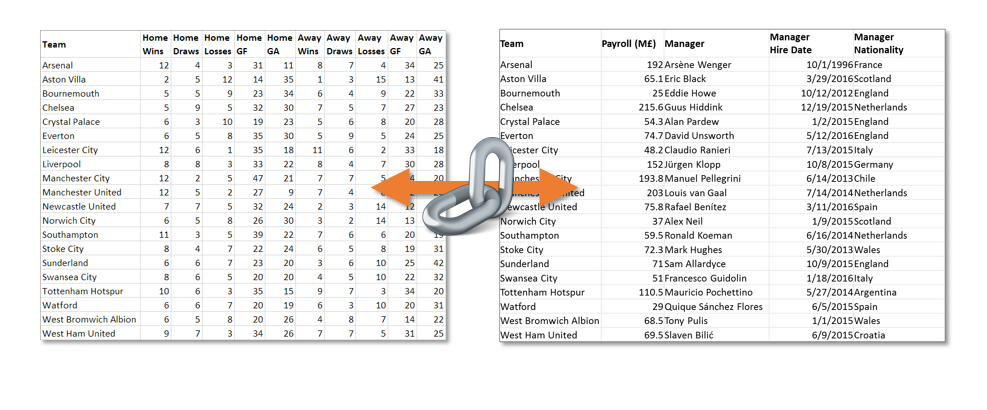 Team Home Wins Home Draws Home Losses Home GF Home GA Away Wins Away Draws Away Losses Away GF Away GA
Arsenal 12 4 3 31 11 8 7 4 34 25
Aston Villa 2 5 12 14 35 1 3 15 13 41
Bournemouth 5 5 9 23 34 6 4 9 22 33
Chelsea 5 9 5 32 30 7 5 7 27 23
Crystal Palace 6 3 10 19 23 5 6 8 20 28
Everton 6 5 8 35 30 5 9 5 24 25
Leicester City 12 6 1 35 18 11 6 2 33 18
Liverpool 8 8 3 33 22 8 4 7 30 28
Manchester City 12 2 5 47 21 7 7 5 4 20
Manchester United 12 5 2 27 9 7 4
Newcastle United 7 7 5 32 24 2 3 14 12
Norwich City 6 5 8 26 30 3 2 14 13
Southampton 11 3 5 39 22 7 6 6 20 19
Stoke City 8 4 7 22 24 6 5 8 19 31
Sunderland 6 6 7 23 20 3 6 10 25 42
Swansea City 8 6 5 20 20 4 5 10 22 32
Tottenham Hotspur 10 6 3 35 15 9 7 3 34 20
Watford 6 6 7 20 19 6 3 10 20 31
West Bromwich Albion 6 5 8 20 26 4 8 7 14 22
West Ham United 9 7 3 34 26 7 7 5 31 25
Team Payroll (M£) Manager Manager Hire Date Manager Nationality
Arsenal 192 Arsène Wenger 10/1/1996 France
Aston Villa 65.1 Eric Black 3/29/2016 Scotland
Bournemouth 25 Eddie Howe 10/12/2012 England
Chelsea 215.6 Guus Hiddink 12/19/2015 Netherlands
Crystal Palace 54.3 Alan Pardew 1/2/2015 England
Everton 74.7 David Unsworth 5/12/2016 England
icester City 48.2 Claudio Ranieri 7/13/2015 Italy
erpool 152 Jürgen Klopp 10/8/2015 Germany
City 193.8 Manuel Pellegrini 6/14/2013 Chile
United 203 Louis van Gaal 7/14/2014 Netherlands
Newcastle United 75.8 Rafael Benítez 3/11/2016 Spain
Norwich City 37 Alex Neil 1/9/2015 Scotland
Southampton 59.5 Ronald Koeman 6/16/2014 Netherlands
Stoke City 72.3 Mark Hughes 5/30/2013 Wales
Sunderland 71 Sam Allardyce 10/9/2015 England
Swansea City 51 Francesco Guidolin 1/18/2016 Italy
Tottenham Hotspur 110.5 Mauricio Pochettino 5/27/2014 Argentina
Watford 29 Quique Sánchez Flores 6/5/2015 Spain
West Bromwich Albion 68.5 Tony Pulis 1/1/2015 Wales
West Ham United 69.5 Slaven Bilić 6/9/2015 Croatia